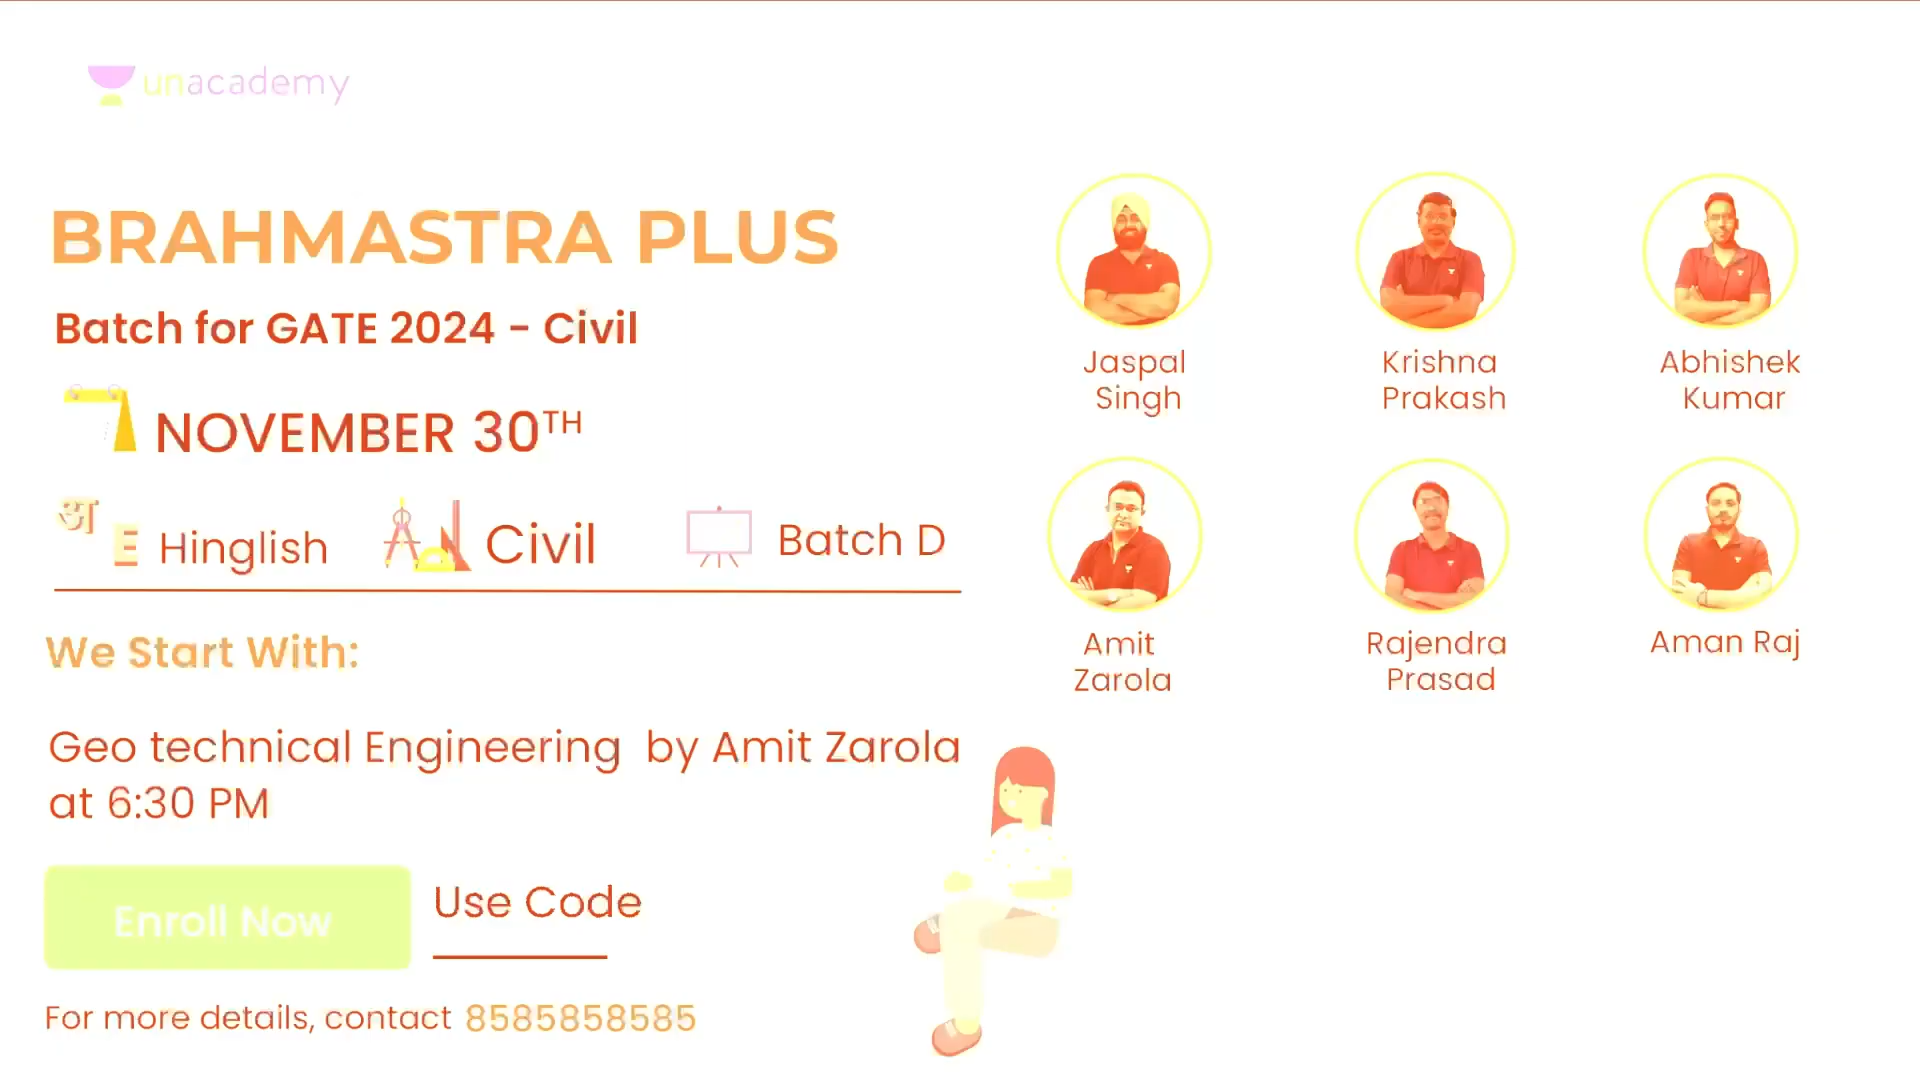 unacademy
BRAHMASTRA PLUS
Batch for GATE 2024 - Civil
NOVEMBER 30TH
अ E Hinglish Civil Batch D
We Start With:
Geo technical Engineering by Amit Zarola
at 6:30 PM
Enroll Now
Use Code
For more details, contact 8585858585
Jaspal
Singh
Krishna
Prakash
Abhishek
Kumar
Amit
Zarola
Rajendra
Prasad
Aman Raj